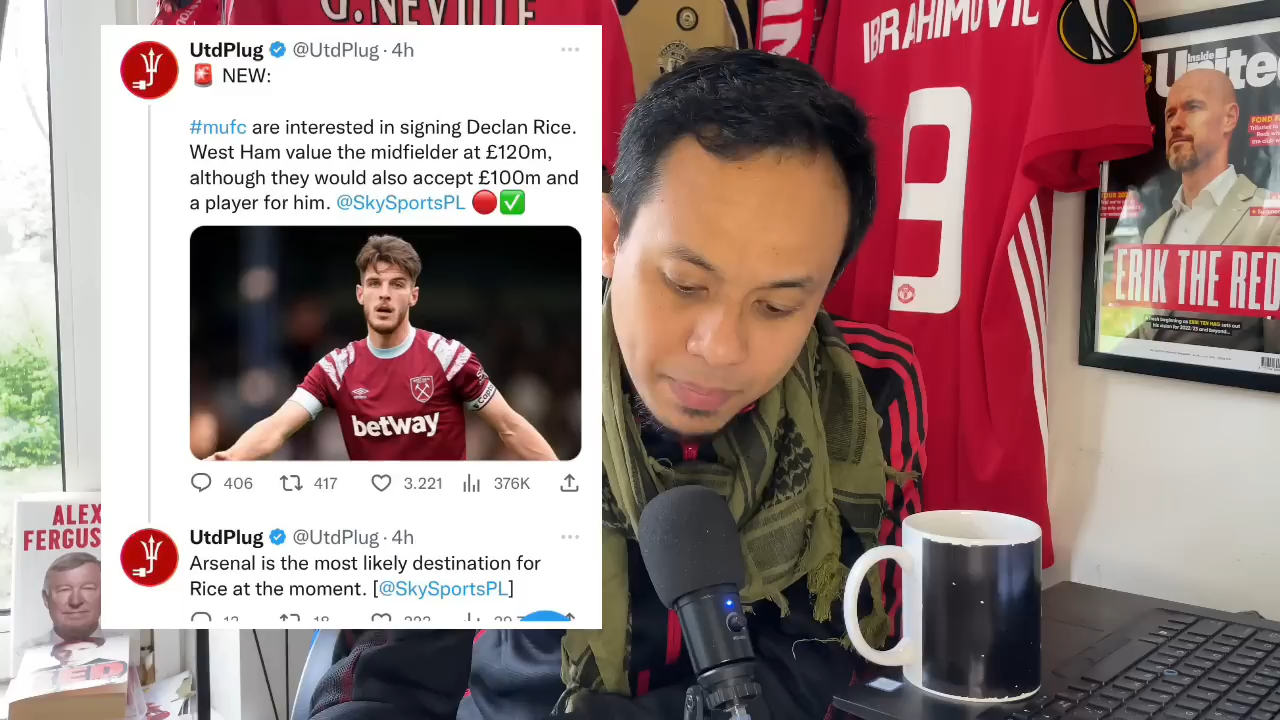 G.NEVILLE
IBRAHIMOVIC
9
UtdPlug @UtdPlug · 4h
NEW:
#mufc are interested in signing Declan Rice.
West Ham value the midfielder at £120m,
although they would also accept £100m and
a player for him. @SkySportsPL
betway
406 417 3.221 376K
UtdPlug @UtdPlug · 4h
Arsenal is the most likely destination for
Rice at the moment. [@SkySportsPL]
ALEX
FERGUS
Inside
Unite
ERIK THE RED